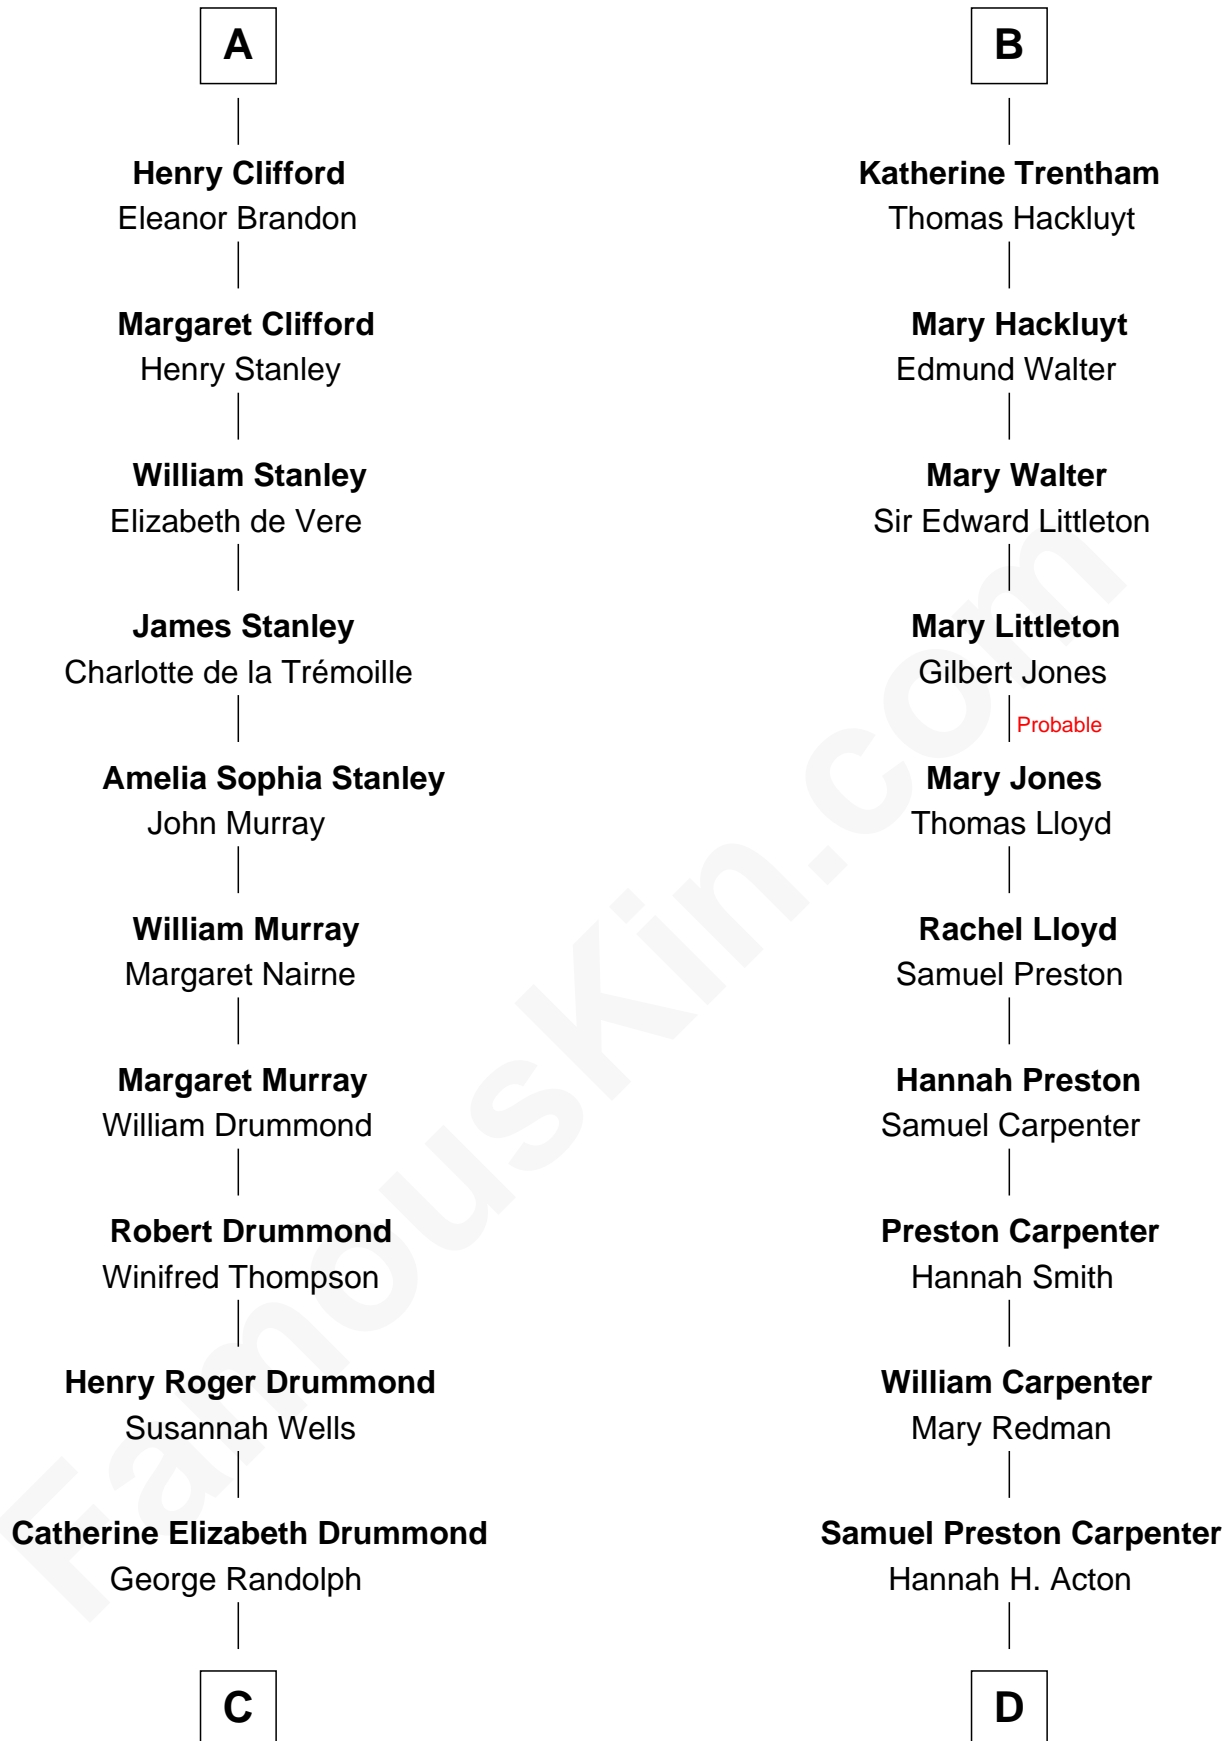 A
Henry Clifford
Eleanor Brandon
Margaret Clifford
Henry Stanley
William Stanley
Elizabeth de Vere
James Stanley
Charlotte de la Trémoille
Amelia Sophia Stanley
John Murray
William Murray
Margaret Nairne
Margaret Murray
William Drummond
Robert Drummond
Winifred Thompson
Henry Roger Drummond
Susannah Wells
Catherine Elizabeth Drummond
George Randolph
C
B
Katherine Trentham
Thomas Hackluyt
Mary Hackluyt
Edmund Walter
Mary Walter
Sir Edward Littleton
Mary Littleton
Gilbert Jones
Probable
Mary Jones
Thomas Lloyd
Rachel Lloyd
Samuel Preston
Hannah Preston
Samuel Carpenter
Preston Carpenter
Hannah Smith
William Carpenter
Mary Redman
Samuel Preston Carpenter
Hannah H. Acton
D
FamousKin.com